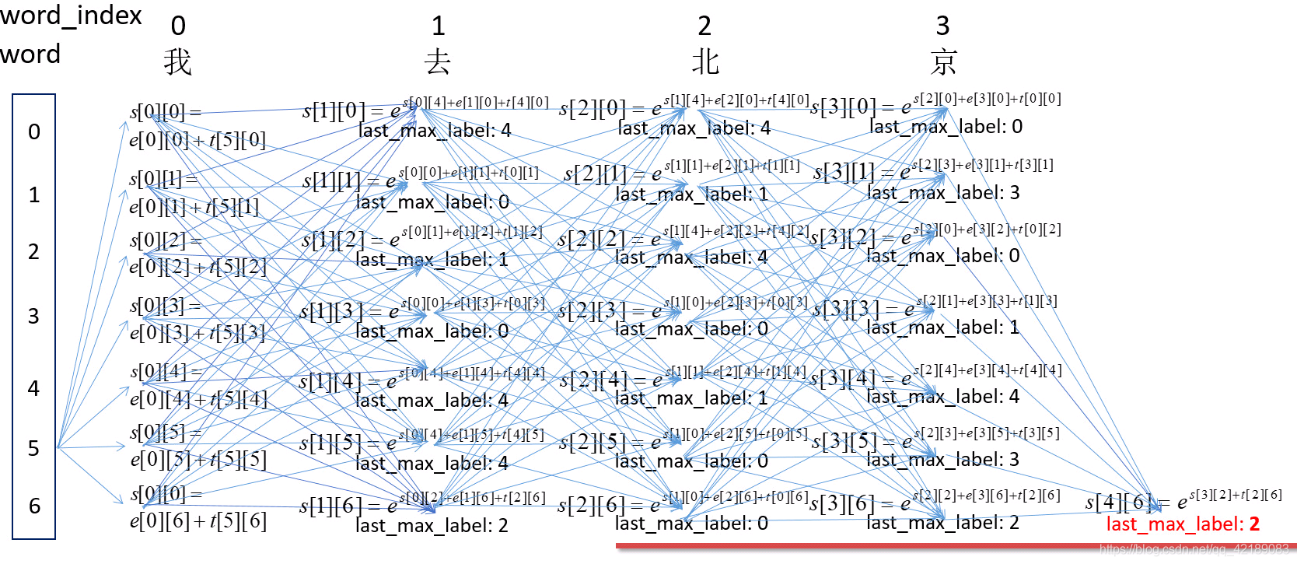 word_index 0 1 2 3
word 我 去 北 京
0 s[0][0] = s[1][0] = e^{s[0][4]+e[1][0]+t[4][0]} s[2][0] = e^{s[1][4]+e[2][0]+t[4][0]} s[3][0] = e^{s[2][0]+e[3][0]+t[0][0]}
e[0][0] + t[5][0] last_max_label: 4 last_max_label: 4 last_max_label: 0
1 s[0][1] = s[1][1] = e^{s[0][0]+e[1][1]+t[0][1]} s[2][1] = e^{s[1][1]+e[2][1]+t[1][1]} s[3][1] = e^{s[2][3]+e[3][1]+t[3][1]}
e[0][1] + t[5][1] last_max_label: 0 last_max_label: 1 last_max_label: 3
2 s[0][2] = s[1][2] = e^{s[0][1]+e[1][2]+t[1][2]} s[2][2] = e^{s[1][4]+e[2][2]+t[4][2]} s[3][2] = e^{s[2][0]+e[3][2]+t[0][2]}
e[0][2] + t[5][2] last_max_label: 1 last_max_label: 4 last_max_label: 0
3 s[0][3] = s[1][3] = e^{s[0][0]+e[1][3]+t[0][3]} s[2][3] = e^{s[1][0]+e[2][3]+t[0][3]} s[3][3] = e^{s[2][1]+e[3][3]+t[1][3]}
e[0][3] + t[5][3] last_max_label: 0 last_max_label: 0 last_max_label: 1
4 s[0][4] = s[1][4] = e^{s[0][4]+e[1][4]+t[4][4]} s[2][4] = e^{s[1][1]+e[2][4]+t[1][4]} s[3][4] = e^{s[2][4]+e[3][4]+t[4][4]}
e[0][4] + t[5][4] last_max_label: 4 last_max_label: 1 last_max_label: 4
5 s[0][5] = s[1][5] = e^{s[0][4]+e[1][5]+t[4][5]} s[2][5] = e^{s[1][0]+e[2][5]+t[0][5]} s[3][5] = e^{s[2][3]+e[3][5]+t[3][5]}
e[0][5] + t[5][5] last_max_label: 4 last_max_label: 0 last_max_label: 3
6 s[0][0] = s[1][6] = e^{s[0][2]+e[1][6]+t[2][6]} s[2][6] = e^{s[1][0]+e[2][6]+t[0][6]} s[3][6] = e^{s[2][2]+e[3][6]+t[2][6]} s[4][6] = e^{s[3][2]+t[2][6]}
e[0][6] + t[5][6] last_max_label: 2 last_max_label: 0 last_max_label: 2 last_max_label: 2
https://blog.csdn.net/qq_42189083